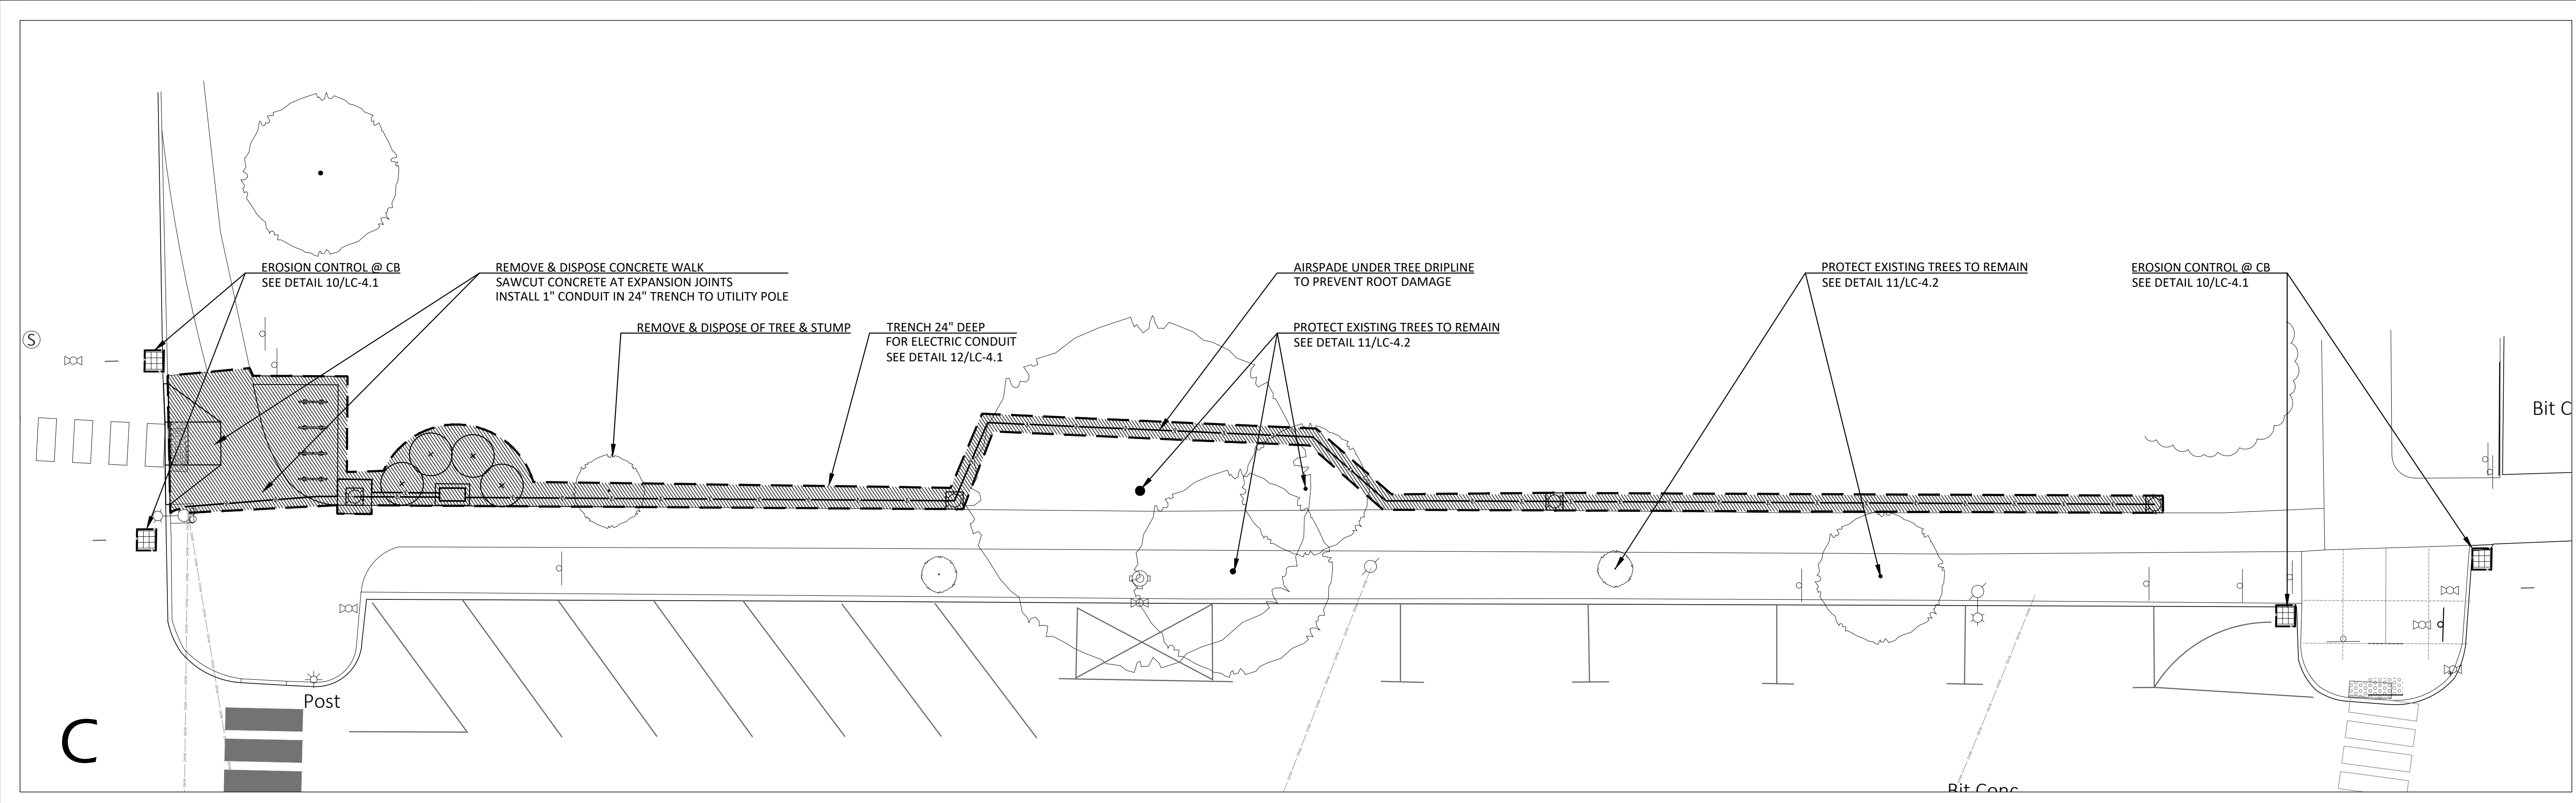 EROSION CONTROL @ CB
SEE DETAIL 10/LC-4.1
REMOVE & DISPOSE CONCRETE WALK
SAWCUT CONCRETE AT EXPANSION JOINTS
INSTALL 1" CONDUIT IN 24" TRENCH TO UTILITY POLE
REMOVE & DISPOSE OF TREE & STUMP
TRENCH 24" DEEP
FOR ELECTRIC CONDUIT
SEE DETAIL 12/LC-4.1
AIRSPADE UNDER TREE DRIPLINE
TO PREVENT ROOT DAMAGE
PROTECT EXISTING TREES TO REMAIN
SEE DETAIL 11/LC-4.2
PROTECT EXISTING TREES TO REMAIN
SEE DETAIL 11/LC-4.2
EROSION CONTROL @ CB
SEE DETAIL 10/LC-4.1
S
Bit C
Post
C
Bit Conc